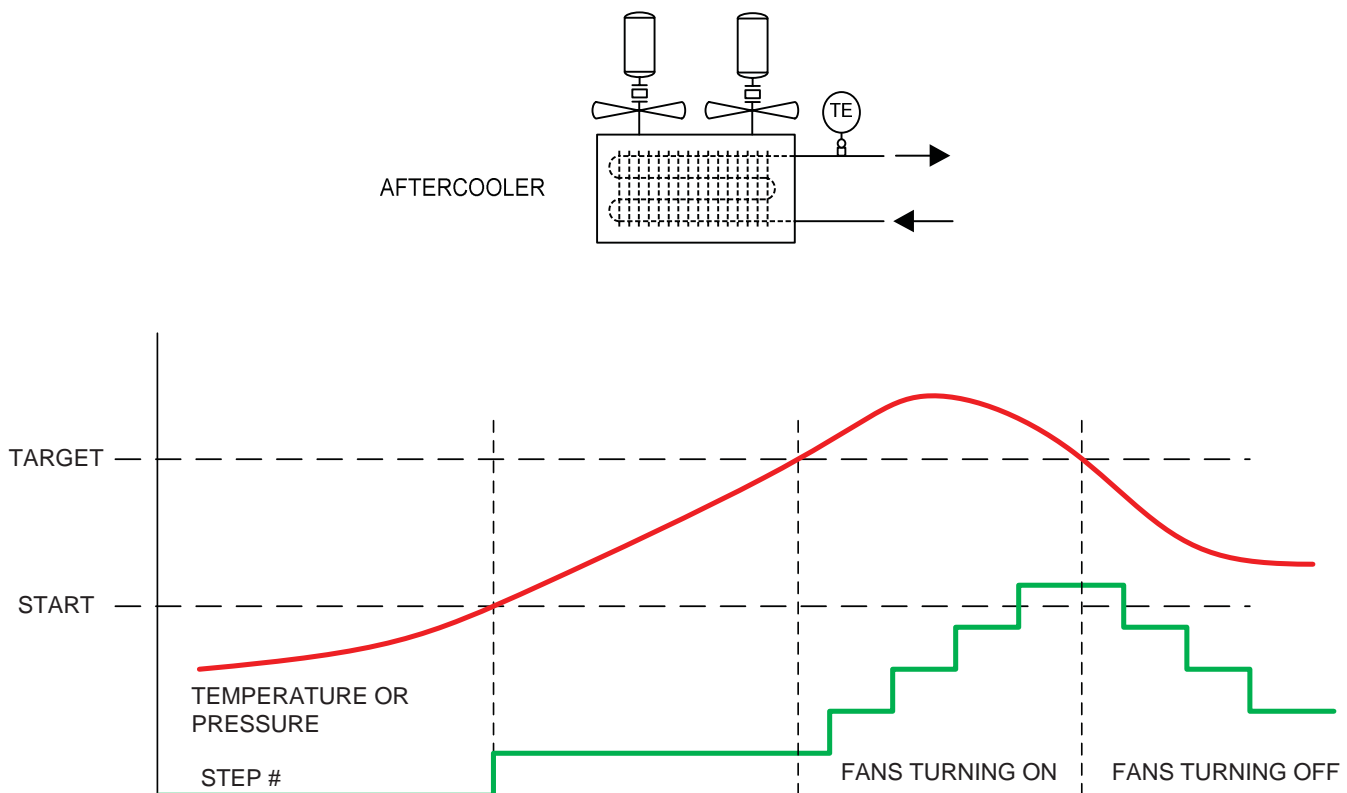 TE
AFTERCOOLER
TARGET
START
TEMPERATURE OR
PRESSURE
STEP #
FANS TURNING ON
FANS TURNING OFF